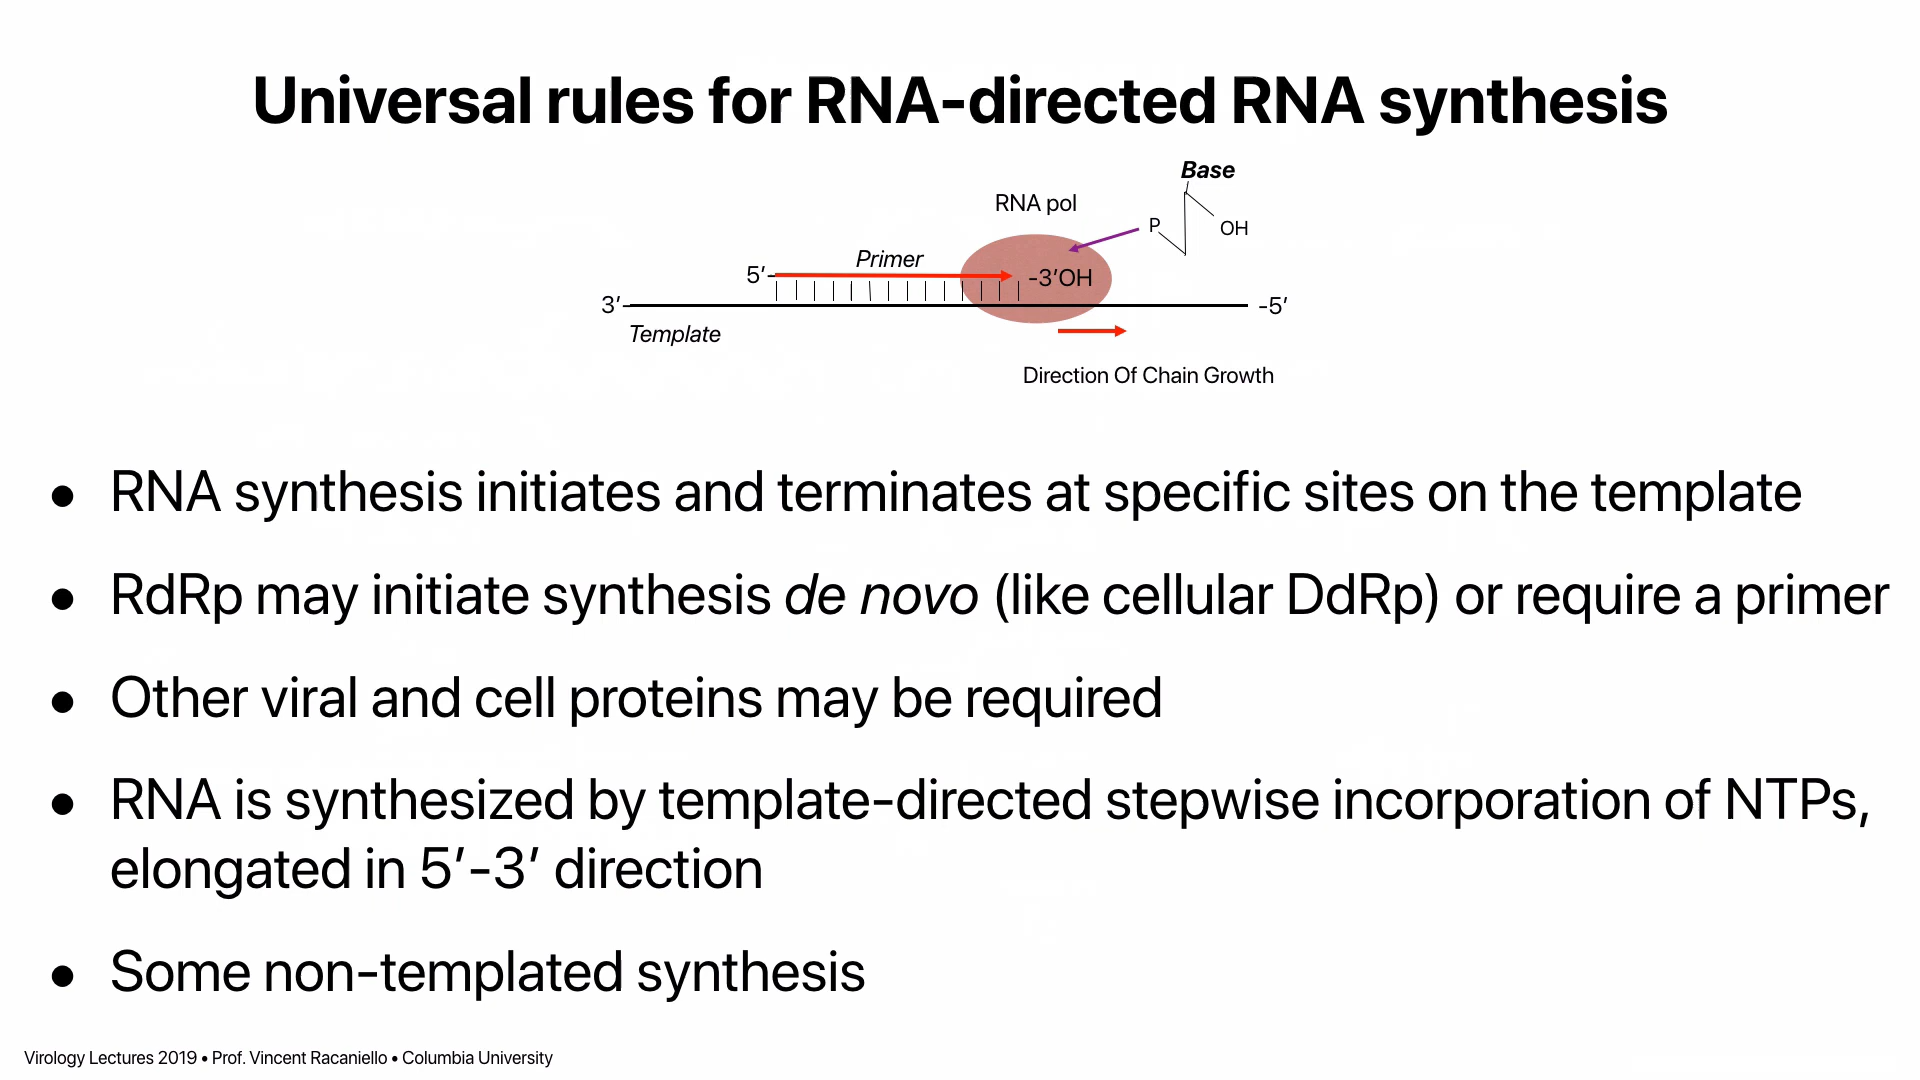 Universal rules for RNA-directed RNA synthesis
Base
RNA pol
P
OH
Primer
5′-
-3′OH
3′-
-5′
Template
Direction Of Chain Growth
• RNA synthesis initiates and terminates at specific sites on the template
• RdRp may initiate synthesis de novo (like cellular DdRp) or require a primer
• Other viral and cell proteins may be required
• RNA is synthesized by template-directed stepwise incorporation of NTPs,
elongated in 5′-3′ direction
• Some non-templated synthesis
Virology Lectures 2019 • Prof. Vincent Racaniello • Columbia University